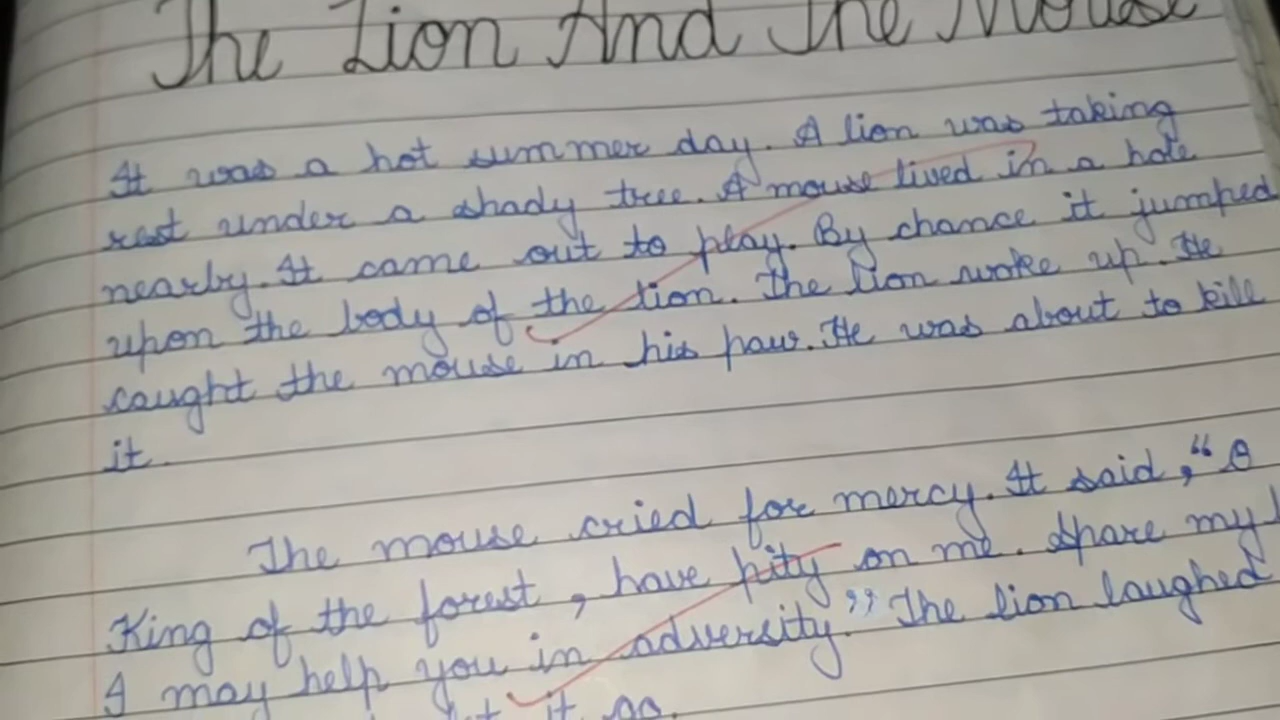 The Lion And The Mouse
It was a hot summer day. A lion was taking
rest under a shady tree. A mouse lived in a hole
nearby. It came out to play. By chance it jumped
upon the body of the lion. The lion woke up. He
caught the mouse in his paw. He was about to kill
it.
The mouse cried for mercy. It said, “ O
King of the forest, have pity on me. Spare my
I may help you in adversity.” The lion laughed
it go.